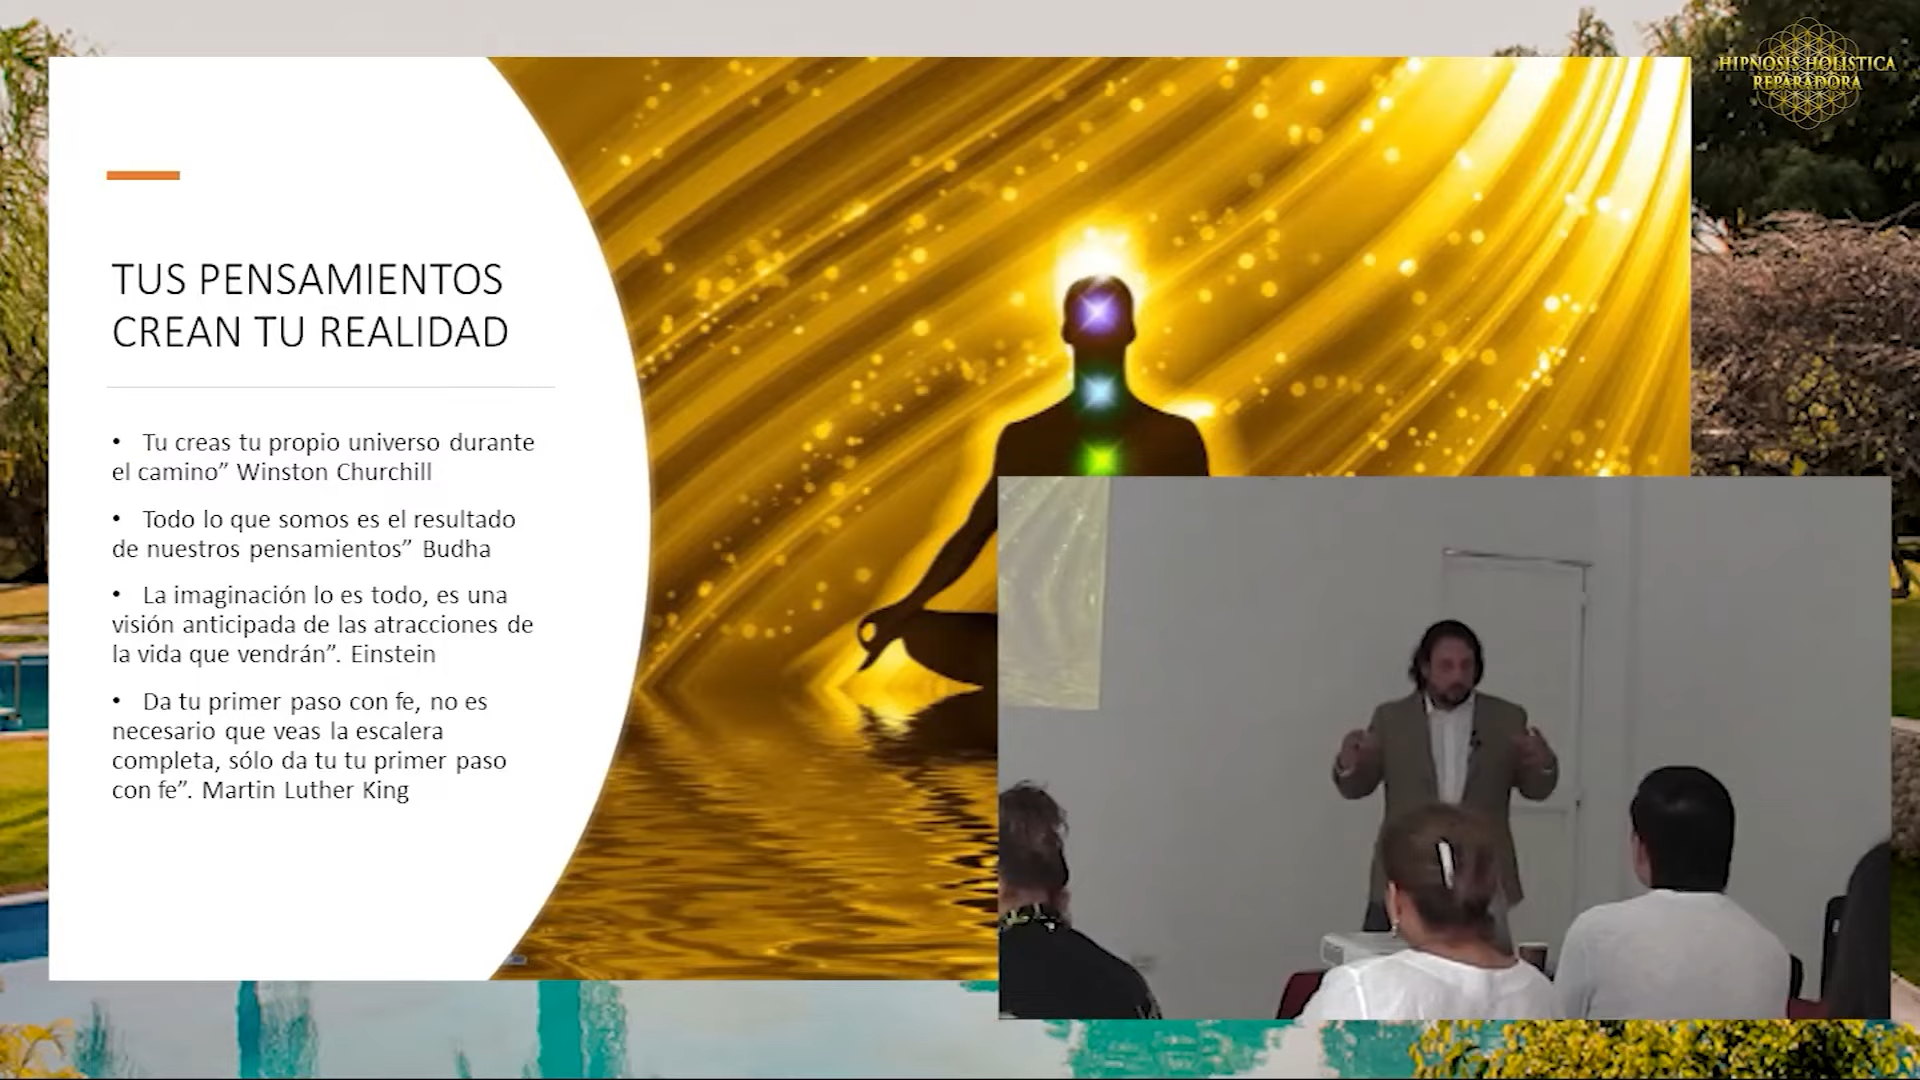 HIPNOSIS HOLISTICA
REPARADORA
TUS PENSAMIENTOS
CREAN TU REALIDAD
• Tu creas tu propio universo durante
el camino” Winston Churchill
• Todo lo que somos es el resultado
de nuestros pensamientos” Budha
• La imaginación lo es todo, es una
visión anticipada de las atracciones de
la vida que vendrán”. Einstein
• Da tu primer paso con fe, no es
necesario que veas la escalera
completa, sólo da tu tu primer paso
con fe”. Martin Luther King